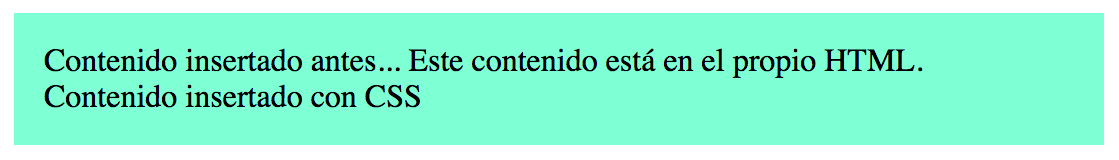 Contenido insertado antes... Este contenido está en el propio HTML.
Contenido insertado con CSS